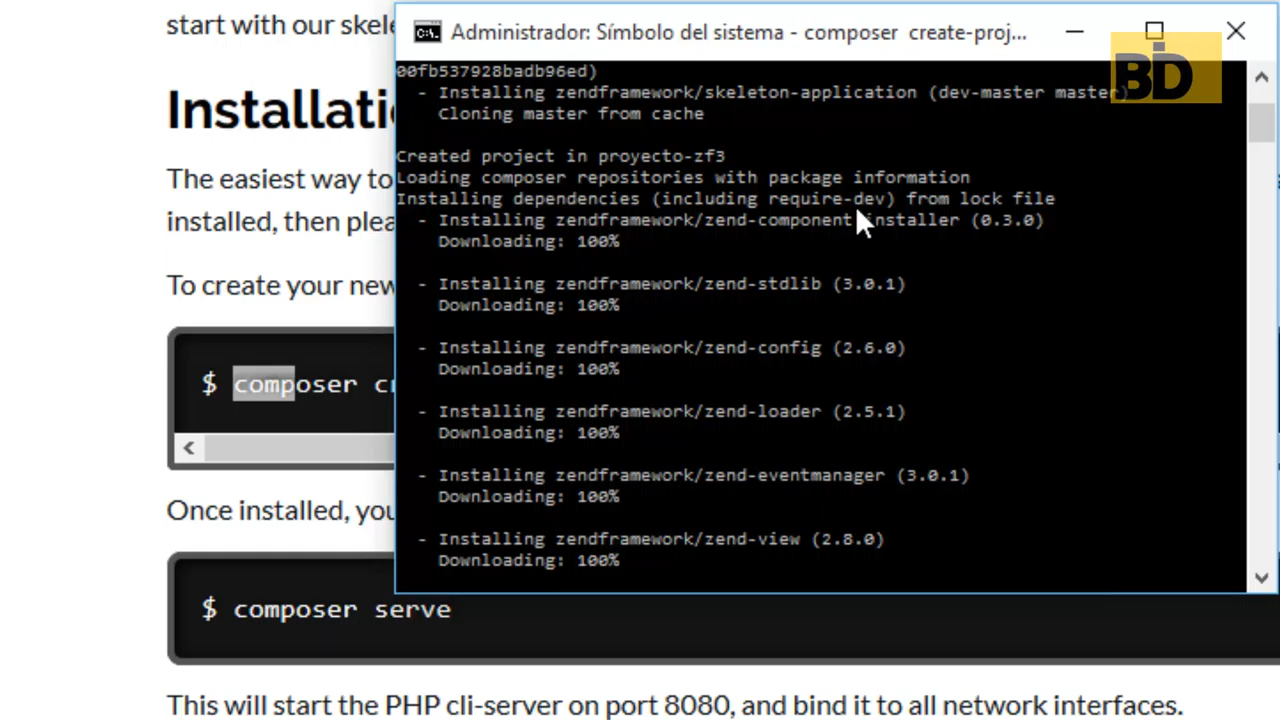 start with our skele
Administrador: Símbolo del sistema - composer  create-proj...
BD
00fb537928badb96ed)
- Installing zendframework/skeleton-application (dev-master master)
Cloning master from cache
Installati
Created project in proyecto-zf3
The easiest way to
Loading composer repositories with package information
Installing dependencies (including require-dev) from lock file
installed, then plea
- Installing zendframework/zend-component installer (0.3.0)
Downloading: 100%
To create your new
- Installing zendframework/zend-stdlib (3.0.1)
Downloading: 100%
- Installing zendframework/zend-config (2.6.0)
Downloading: 100%
$ composer cr
- Installing zendframework/zend-loader (2.5.1)
Downloading: 100%
- Installing zendframework/zend-eventmanager (3.0.1)
Downloading: 100%
Once installed, you
- Installing zendframework/zend-view (2.8.0)
Downloading: 100%
$ composer serve
This will start the PHP cli-server on port 8080, and bind it to all network interfaces.